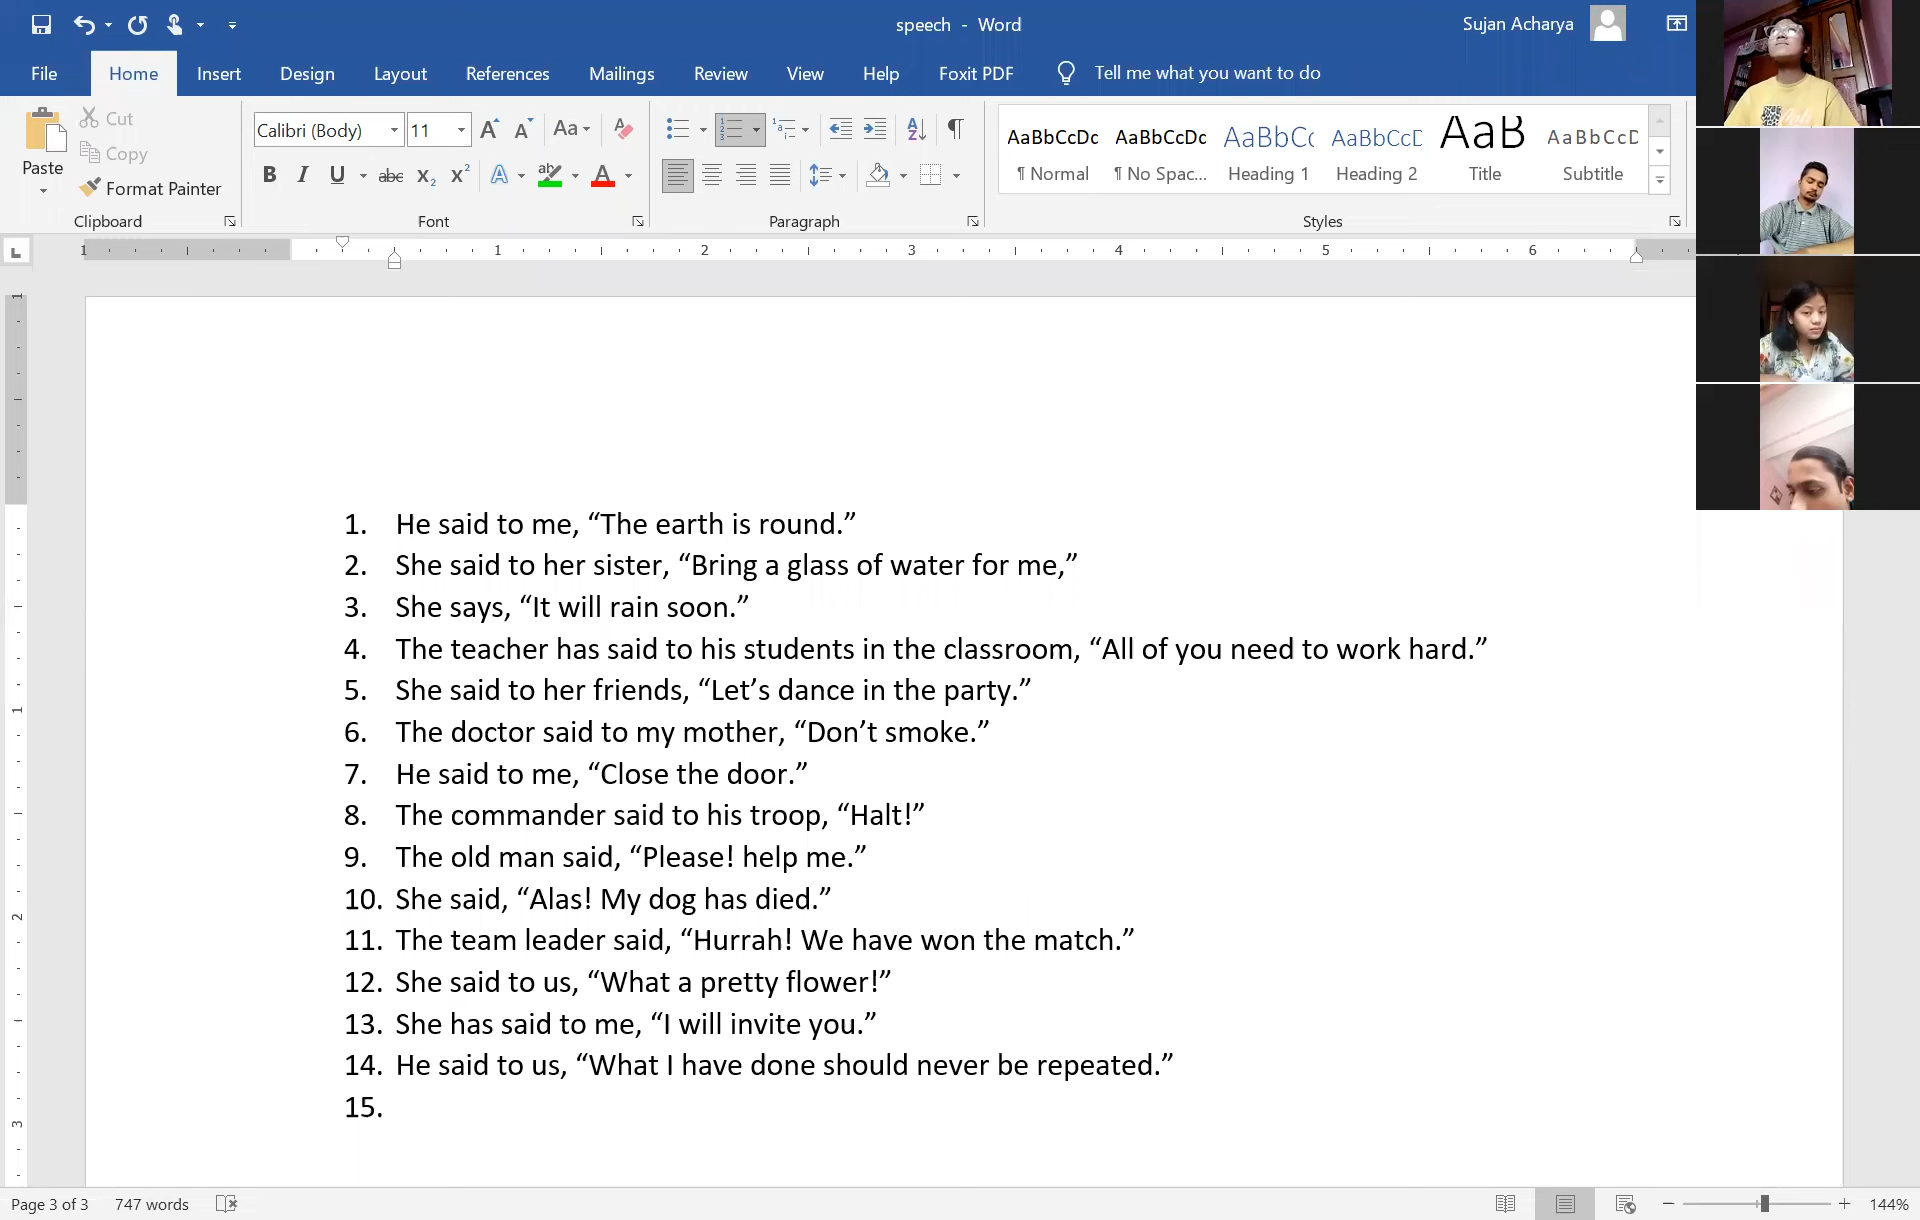 speech - Word
Sujan Acharya
File Home Insert Design Layout References Mailings Review View Help Foxit PDF Tell me what you want to do
Paste
Cut
Copy
Format Painter
Clipboard
Calibri (Body) 11
Font
Paragraph
AaBbCcDc AaBbCcDc AaBbCc AaBbCcD AaB AaBbCcD
¶ Normal ¶ No Spac... Heading 1 Heading 2 Title Subtitle
Styles
1 1 2 3 4 5 6
1. He said to me, “The earth is round.”
2. She said to her sister, “Bring a glass of water for me,”
3. She says, “It will rain soon.”
4. The teacher has said to his students in the classroom, “All of you need to work hard.”
5. She said to her friends, “Let’s dance in the party.”
6. The doctor said to my mother, “Don’t smoke.”
7. He said to me, “Close the door.”
8. The commander said to his troop, “Halt!”
9. The old man said, “Please! help me.”
10. She said, “Alas! My dog has died.”
11. The team leader said, “Hurrah! We have won the match.”
12. She said to us, “What a pretty flower!”
13. She has said to me, “I will invite you.”
14. He said to us, “What I have done should never be repeated.”
15.
Page 3 of 3 747 words 144%